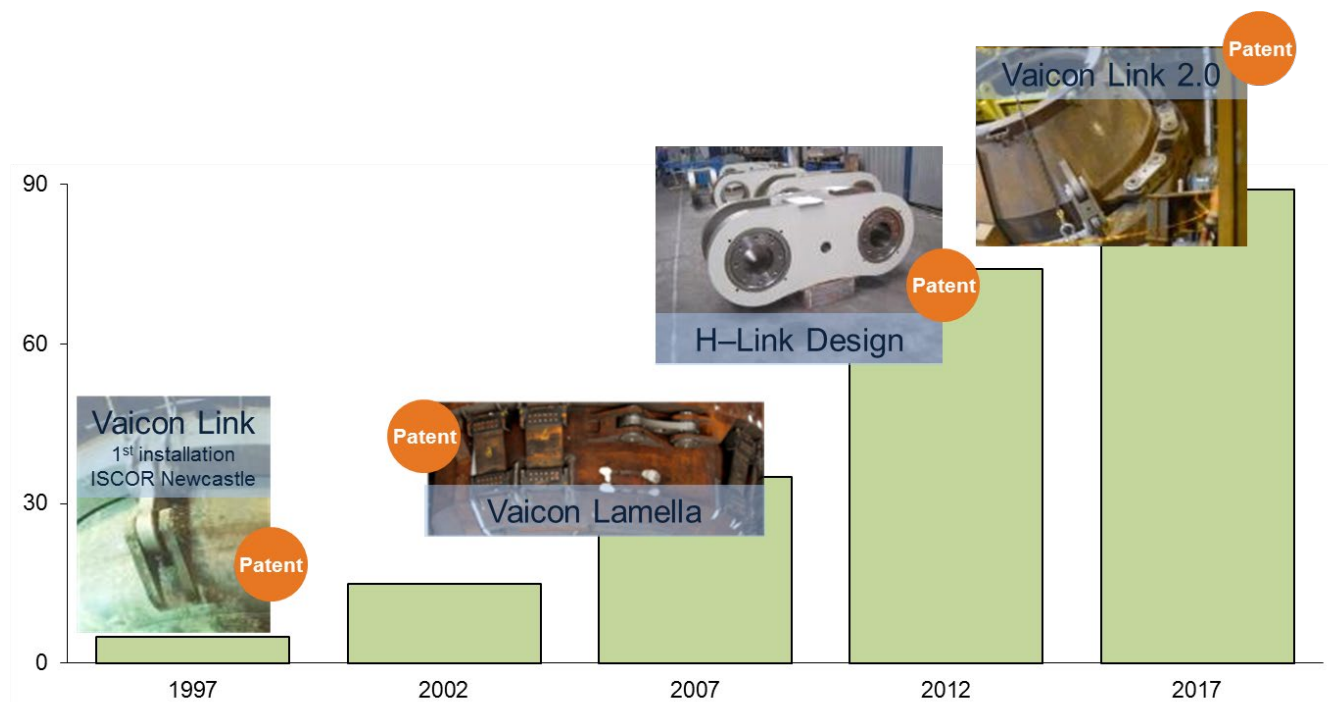 Patent
Vaicon Link 2.0
90
H–Link Design
Patent
60
Vaicon Link
1st installation
ISCOR Newcastle
Patent
Patent
Vaicon Lamella
30
0
1997
2002
2007
2012
2017